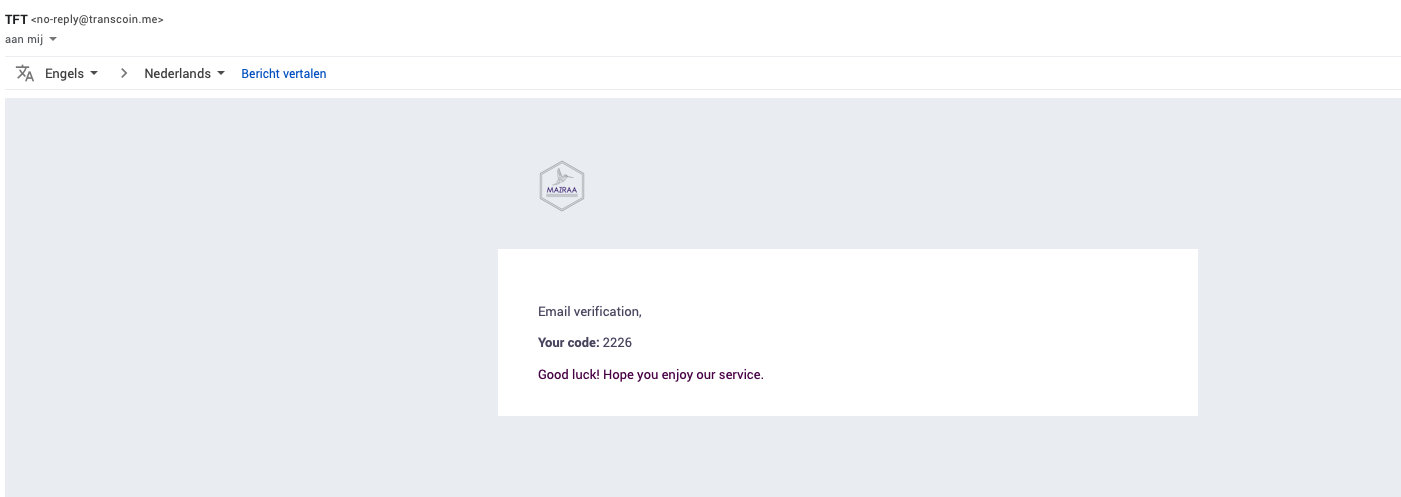 TFT <no-reply@transcoin.me>
aan mij
Engels > Nederlands Bericht vertalen
MAZRAA
Email verification,
Your code: 2226
Good luck! Hope you enjoy our service.